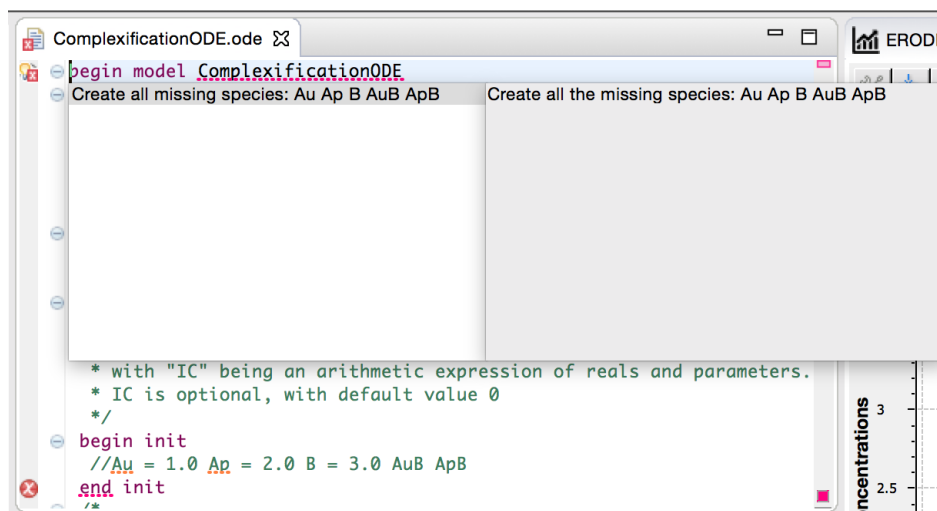 ComplexificationODE.ode
begin model ComplexificationODE
Create all missing species: Au Ap B AuB ApB
Create all the missing species: Au Ap B AuB ApB
* with "IC" being an arithmetic expression of reals and parameters.
* IC is optional, with default value 0
*/
begin init
//Au = 1.0 Ap = 2.0 B = 3.0 AuB ApB
end init
/*
EROD
ncentrations
3
2.5